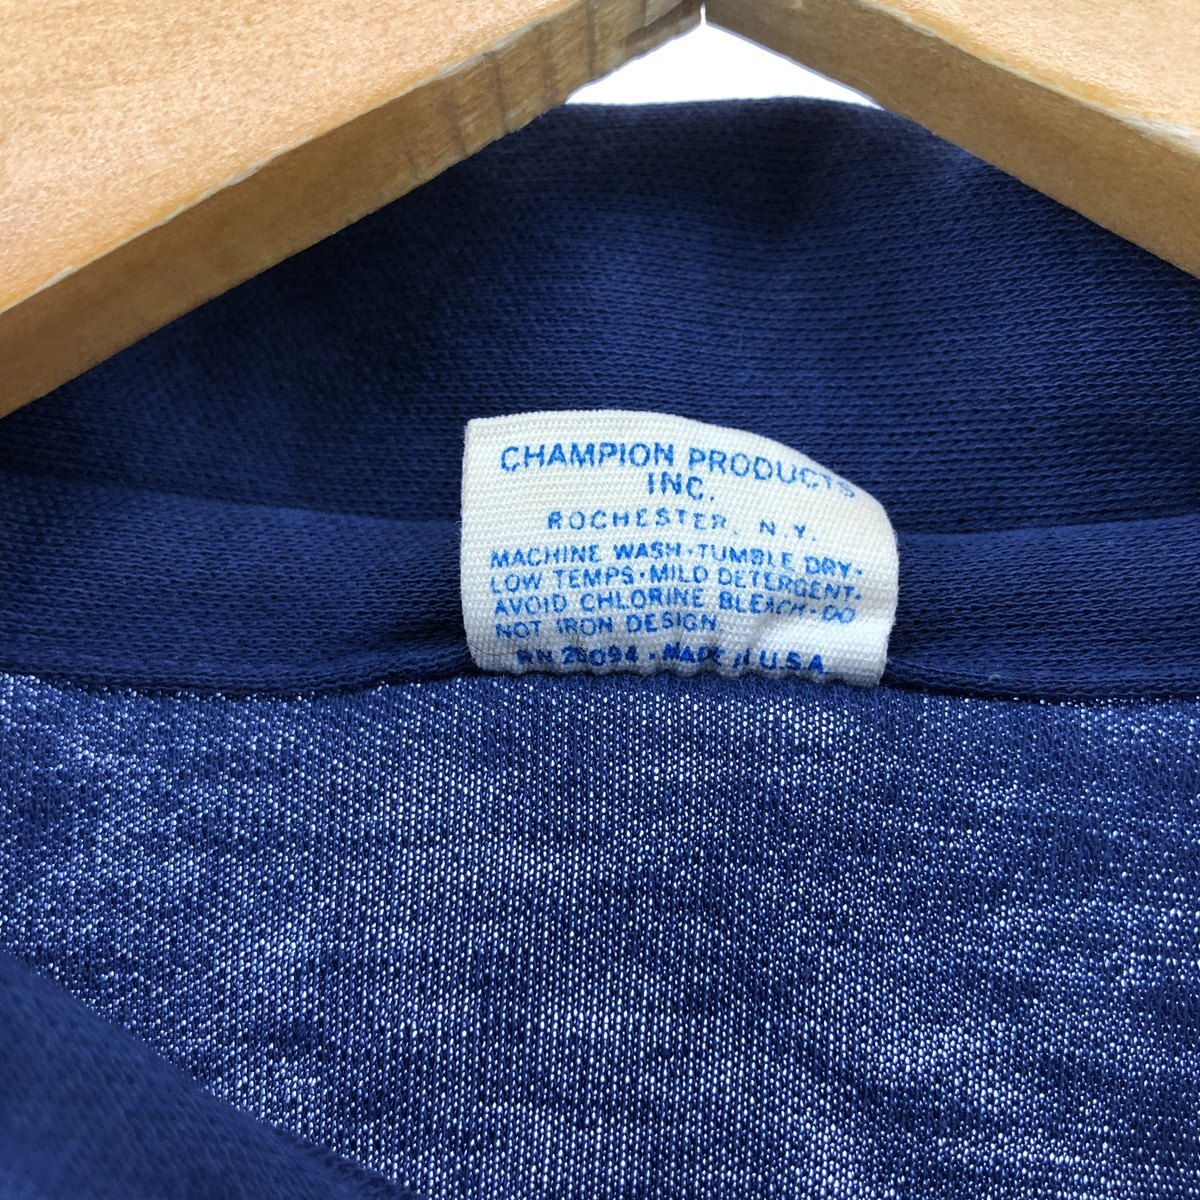 CHAMPION PRODUCTS
INC.
ROCHESTER, N.Y.
MACHINE WASH·TUMBLE DRY·
LOW TEMPS·MILD DETERGENT·
AVOID CHLORINE BLEACH·DO
NOT IRON DESIGN
RN 26094 · MADE IN U.S.A.